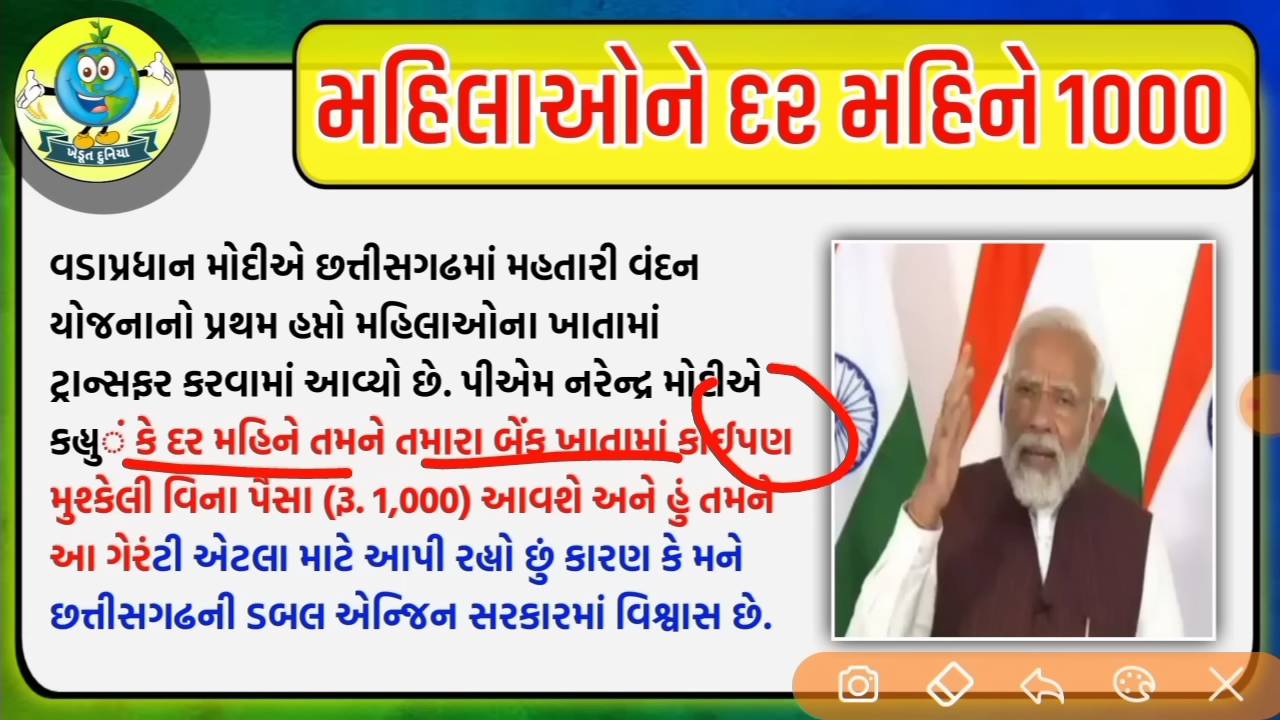 ખેડૂત દુનિયા
મહિલાઓને દર મહિને 1000
વડાપ્રધાન મોદીએ છત્તીસગઢમાં મહતારી વંદન
યોજનાનો પ્રથમ હપ્તો મહિલાઓના ખાતામાં
ટ્રાન્સફર કરવામાં આવ્યો છે. પીએમ નરેન્દ્ર મોદીએ
કહ્યું કે દર મહિને તમને તમારા બેંક ખાતામાં કોઈપણ
મુશ્કેલી વિના પૈસા (રૂ. 1,000) આવશે અને હું તમને
આ ગેરંટી એટલા માટે આપી રહ્યો છું કારણ કે મને
છત્તીસગઢની ડબલ એન્જિન સરકારમાં વિશ્વાસ છે.